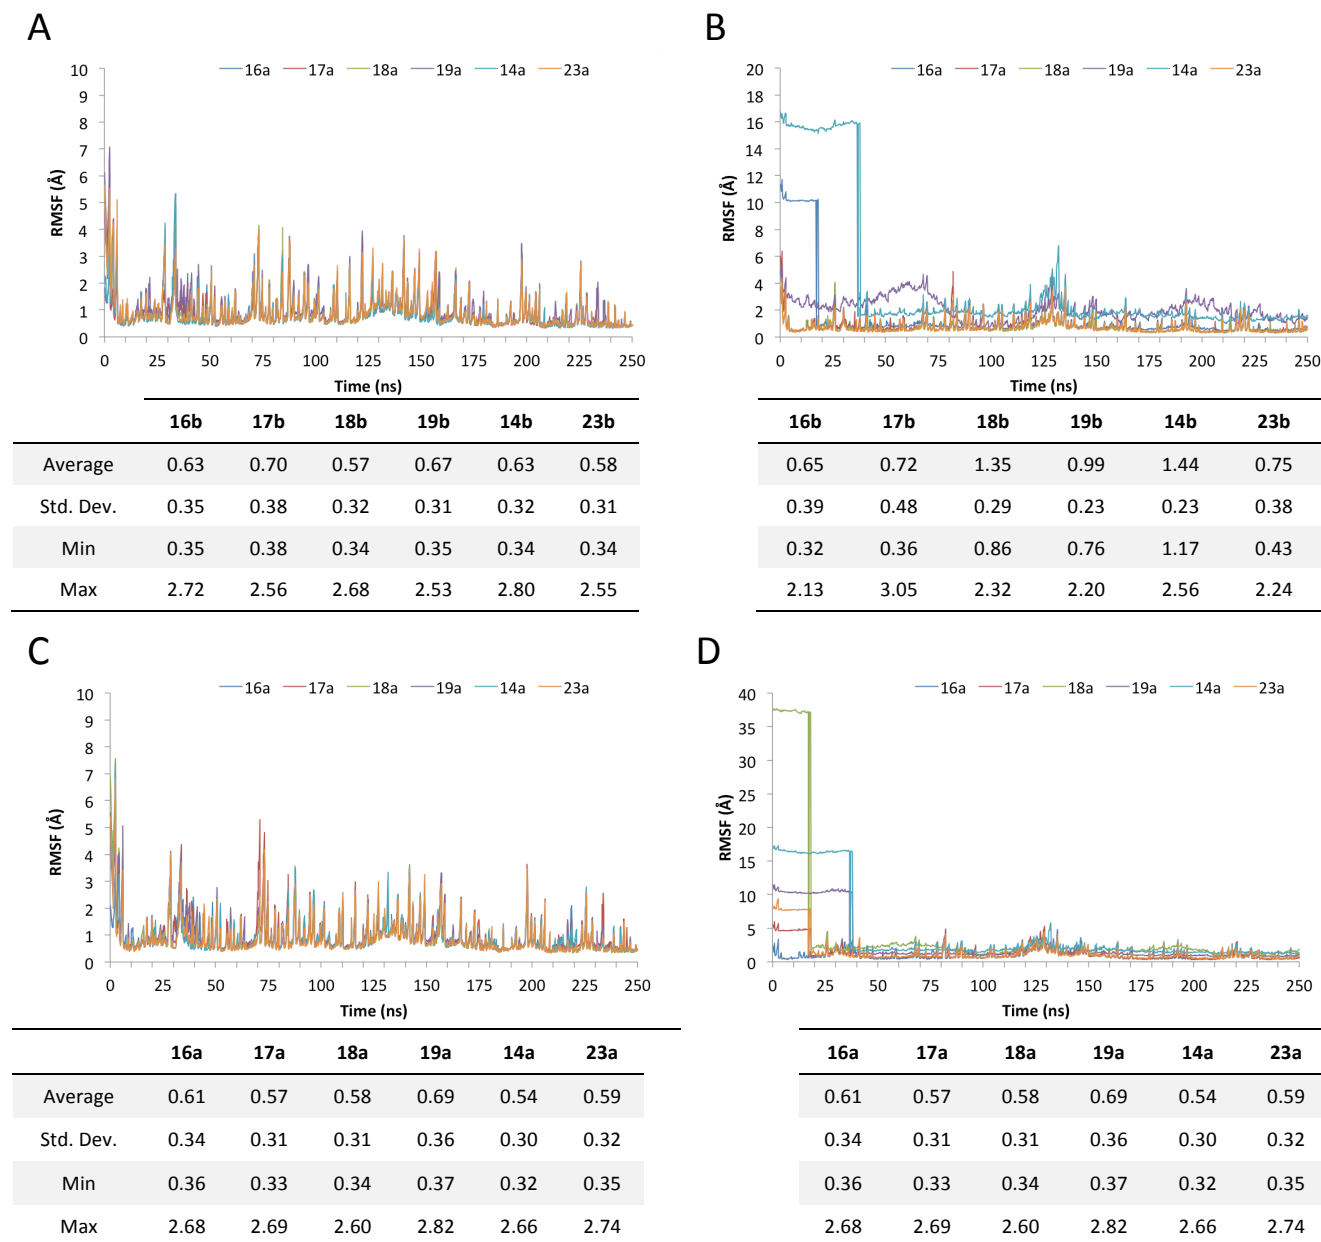 A
16a 17a 18a 19a 14a 23a
10
9
8
7
6
5
4
3
2
1
0
RMSF (Å)
0 25 50 75 100 125 150 175 200 225 250
Time (ns)
16b 17b 18b 19b 14b 23b
Average 0.63 0.70 0.57 0.67 0.63 0.58
Std. Dev. 0.35 0.38 0.32 0.31 0.32 0.31
Min 0.35 0.38 0.34 0.35 0.34 0.34
Max 2.72 2.56 2.68 2.53 2.80 2.55
B
16a 17a 18a 19a 14a 23a
20
18
16
14
12
10
8
6
4
2
0
RMSF (Å)
0 25 50 75 100 125 150 175 200 225 250
Time (ns)
16b 17b 18b 19b 14b 23b
0.65 0.72 1.35 0.99 1.44 0.75
0.39 0.48 0.29 0.23 0.23 0.38
0.32 0.36 0.86 0.76 1.17 0.43
2.13 3.05 2.32 2.20 2.56 2.24
C
16a 17a 18a 19a 14a 23a
10
9
8
7
6
5
4
3
2
1
0
RMSF (Å)
0 25 50 75 100 125 150 175 200 225 250
Time (ns)
16a 17a 18a 19a 14a 23a
Average 0.61 0.57 0.58 0.69 0.54 0.59
Std. Dev. 0.34 0.31 0.31 0.36 0.30 0.32
Min 0.36 0.33 0.34 0.37 0.32 0.35
Max 2.68 2.69 2.60 2.82 2.66 2.74
D
16a 17a 18a 19a 14a 23a
40
35
30
25
20
15
10
5
0
RMSF (Å)
0 25 50 75 100 125 150 175 200 225 250
Time (ns)
16a 17a 18a 19a 14a 23a
0.61 0.57 0.58 0.69 0.54 0.59
0.34 0.31 0.31 0.36 0.30 0.32
0.36 0.33 0.34 0.37 0.32 0.35
2.68 2.69 2.60 2.82 2.66 2.74